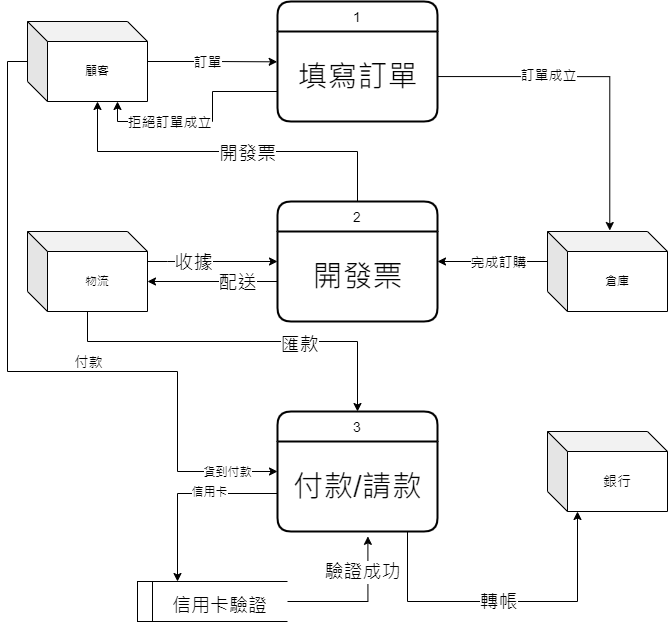 1
顧客
訂單
填寫訂單
訂單成立
拒絕訂單成立
開發票
2
物流
收據
配送
開發票
完成訂購
倉庫
匯款
付款
3
貨到付款
信用卡
付款/請款
銀行
驗證成功
信用卡驗證
轉帳